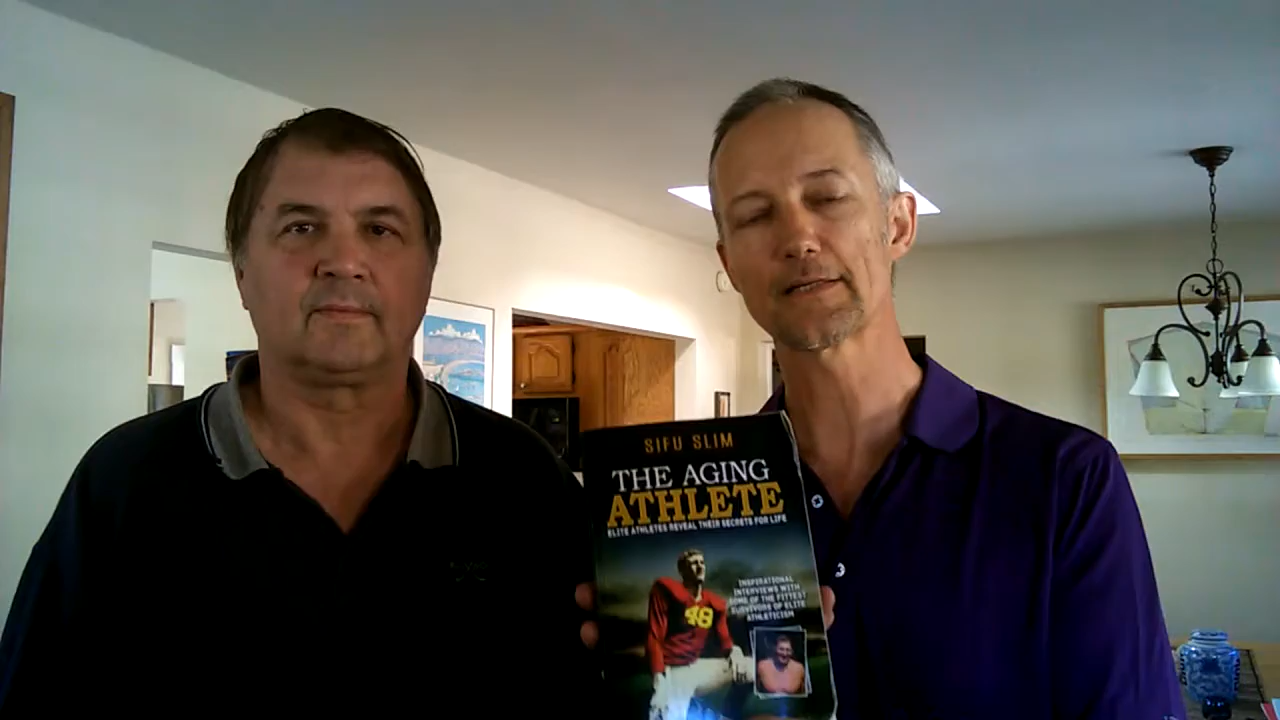 SIFU SLIM
THE AGING
ATHLETE
ELITE ATHLETES REVEAL THEIR SECRETS FOR LIFE
INSPIRATIONAL
INTERVIEWS WITH
SOME OF THE FITTEST
SURVIVORS OF ELITE
ATHLETICISM
48